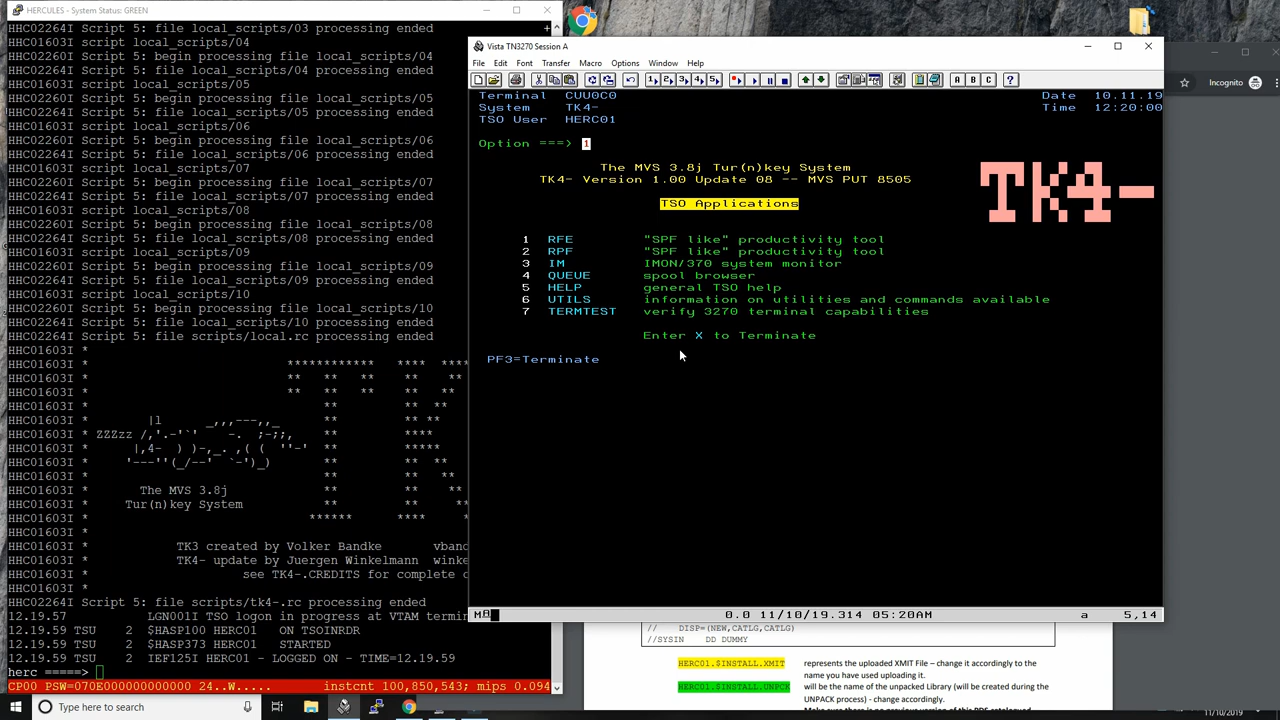 HERCULES - System Status: GREEN
HHC02264I Script 5: file local_scripts/03 processing ended
HHC02264I Script 5: file local_scripts/03 processing ended
HHC01603I script local_scripts/04
HHC02260I Script 5: begin processing file local_scripts/04
HHC02264I Script 5: file local_scripts/04 processing ended
HHC01603I script local_scripts/05
HHC02260I Script 5: begin processing file local_scripts/05
HHC02264I Script 5: file local_scripts/05 processing ended
HHC01603I script local_scripts/06
HHC02260I Script 5: begin processing file local_scripts/06
HHC02264I Script 5: file local_scripts/06 processing ended
HHC01603I script local_scripts/07
HHC02260I Script 5: begin processing file local_scripts/07
HHC02264I Script 5: file local_scripts/07 processing ended
HHC01603I script local_scripts/08
HHC02260I Script 5: begin processing file local_scripts/08
HHC02264I Script 5: file local_scripts/08 processing ended
HHC01603I script local_scripts/09
HHC02260I Script 5: begin processing file local_scripts/09
HHC02264I Script 5: file local_scripts/09 processing ended
HHC01603I script local_scripts/10
HHC02260I Script 5: begin processing file local_scripts/10
HHC02264I Script 5: file local_scripts/10 processing ended
HHC02264I Script 5: file scripts/local.rc processing ended
HHC01603I *
HHC01603I * The MVS 3.8j
HHC01603I * Tur(n)key System
HHC01603I *
HHC01603I * TK3 created by Volker Bandke vband
HHC01603I * TK4- update by Juergen Winkelmann winke
HHC01603I * see TK4-.CREDITS for complete c
HHC01603I *
HHC02264I Script 5: file scripts/tk4-.rc processing ended
12.19.57 LGN001I TSO logon in progress at VTAM termin
12.19.59 TSU 2 $HASP100 HERC01 ON TSOINRDR
12.19.59 TSU 2 $HASP373 HERC01 STARTED
12.19.59 TSU 2 IEF125I HERC01 - LOGGED ON - TIME=12.19.59
herc =====>
CP00 PSW=070E000000000000 24..W..... instcnt 100,850,543; mips 0.094
Vista TN3270 Session A
File Edit Font Transfer Macro Options Window Help
A B C ?
Terminal CUU0C0 Date 10.11.19
System TK4- Time 12:20:00
TSO User HERC01
Option ===> 1
The MVS 3.8j Tur(n)key System
TK4- Version 1.00 Update 08 -- MVS PUT 8505
TK4-
TSO Applications
1 RFE "SPF like" productivity tool
2 RPF "SPF like" productivity tool
3 IM IMON/370 system monitor
4 QUEUE spool browser
5 HELP general TSO help
6 UTILS information on utilities and commands available
7 TERMTEST verify 3270 terminal capabilities
Enter X to Terminate
PF3=Terminate
0.0 11/10/19.314 05:20AM a 5,14
Incognito
// DISP=(NEW,CATLG,CATLG)
//SYSIN DD DUMMY
HERC01.$INSTALL.XMIT represents the uploaded XMIT File – change it accordingly to the
name you have used uploading it.
HERC01.$INSTALL.UNPCK will be the name of the unpacked Library (will be created during the
UNPACK process) - change accordingly.
Type here to search
11/10/2019